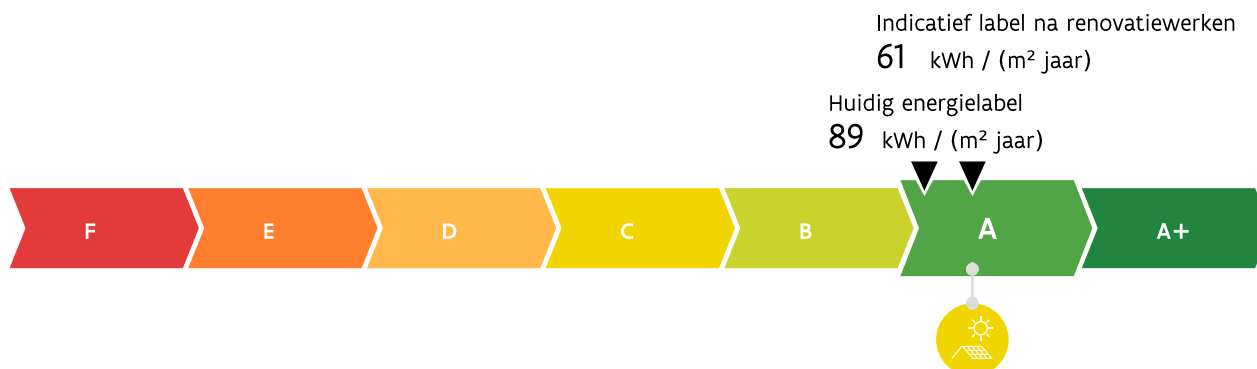 Indicatief label na renovatiewerken
61 kWh / (m² jaar)
Huidig energielabel
89 kWh / (m² jaar)
F E D C B A A+